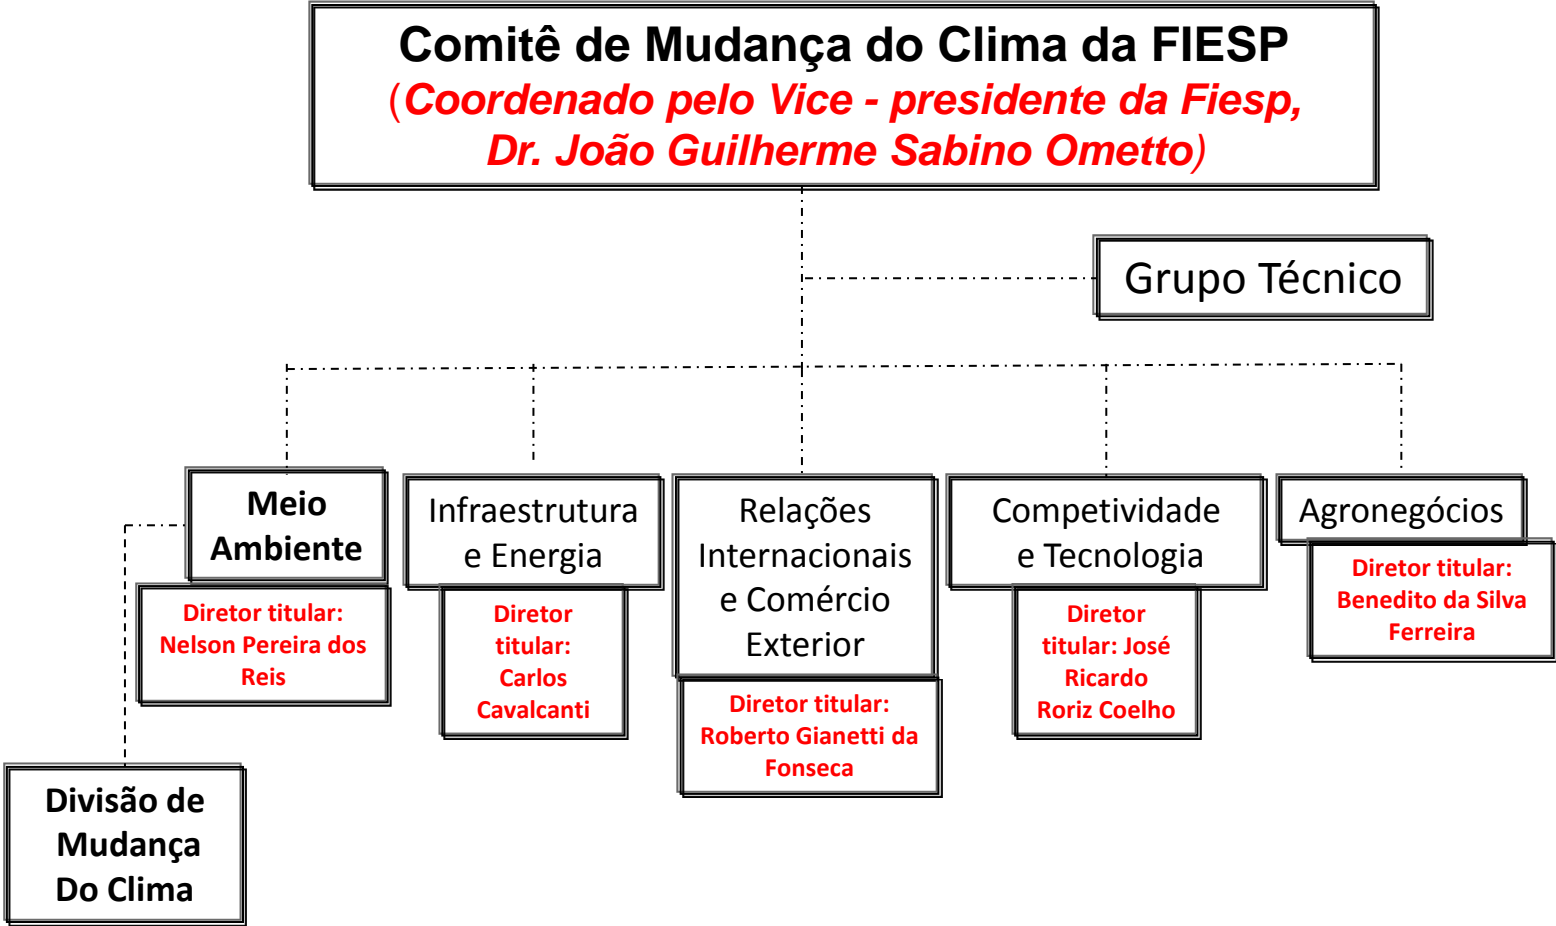 Comitê de Mudança do Clima da FIESP
(Coordenado pelo Vice - presidente da Fiesp,
Dr. João Guilherme Sabino Ometto)
Grupo Técnico
Meio
Ambiente
Diretor titular:
Nelson Pereira dos
Reis
Infraestrutura
e Energia
Diretor
titular:
Carlos
Cavalcanti
Relações
Internacionais
e Comércio
Exterior
Diretor titular:
Roberto Gianetti da
Fonseca
Competividade
e Tecnologia
Diretor
titular: José
Ricardo
Roriz Coelho
Agronegócios
Diretor titular:
Benedito da Silva
Ferreira
Divisão de
Mudança
Do Clima